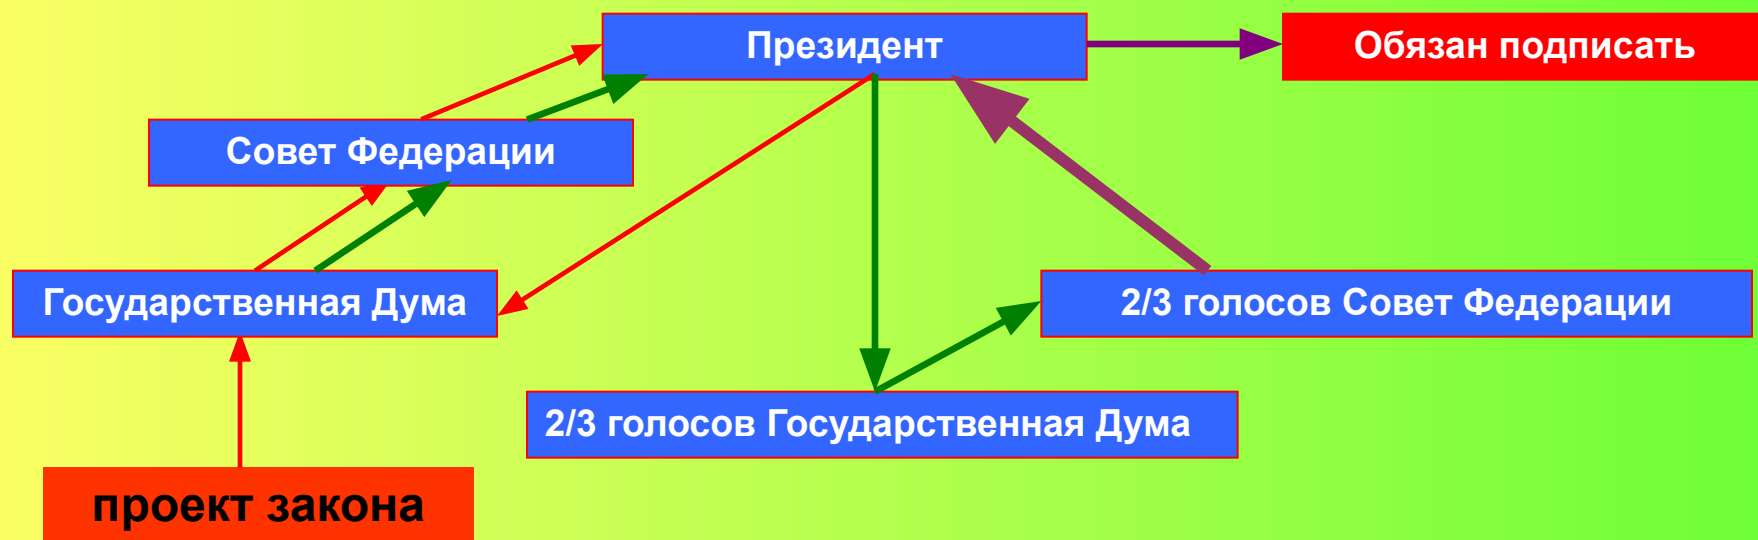 Президент
Обязан подписать
Совет Федерации
Государственная Дума
2/3 голосов Совет Федерации
2/3 голосов Государственная Дума
проект закона